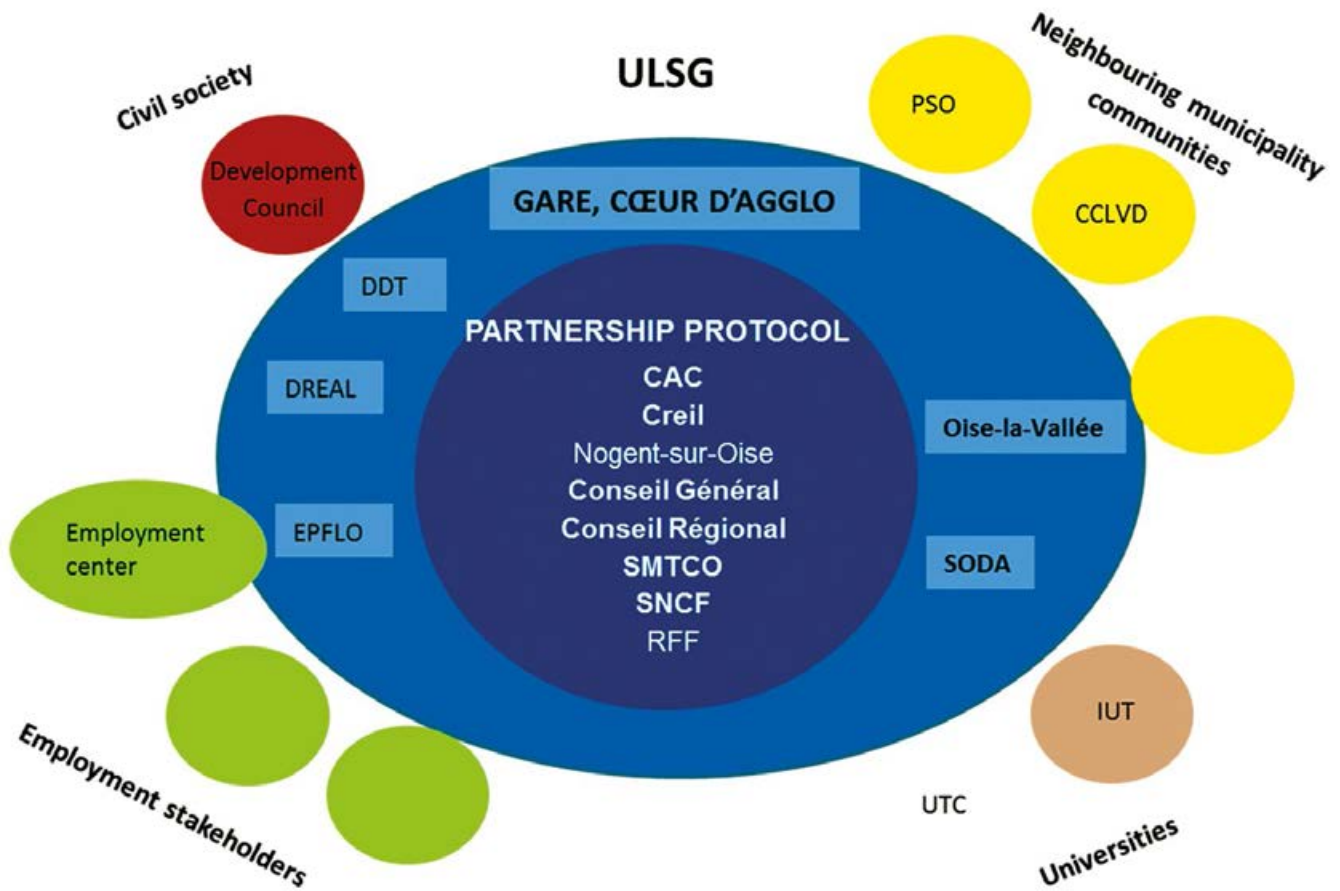 ULSG
Civil society
Neighbouring municipality
communities
PSO
Development
Council
CCLVD
GARE, CŒUR D'AGGLO
DDT
DREAL
EPFLO
PARTNERSHIP PROTOCOL
CAC
Creil
Nogent-sur-Oise
Conseil Général
Conseil Régional
SMTCO
SNCF
RFF
Oise-la-Vallée
SODA
Employment
center
Employment stakeholders
IUT
UTC
Universities